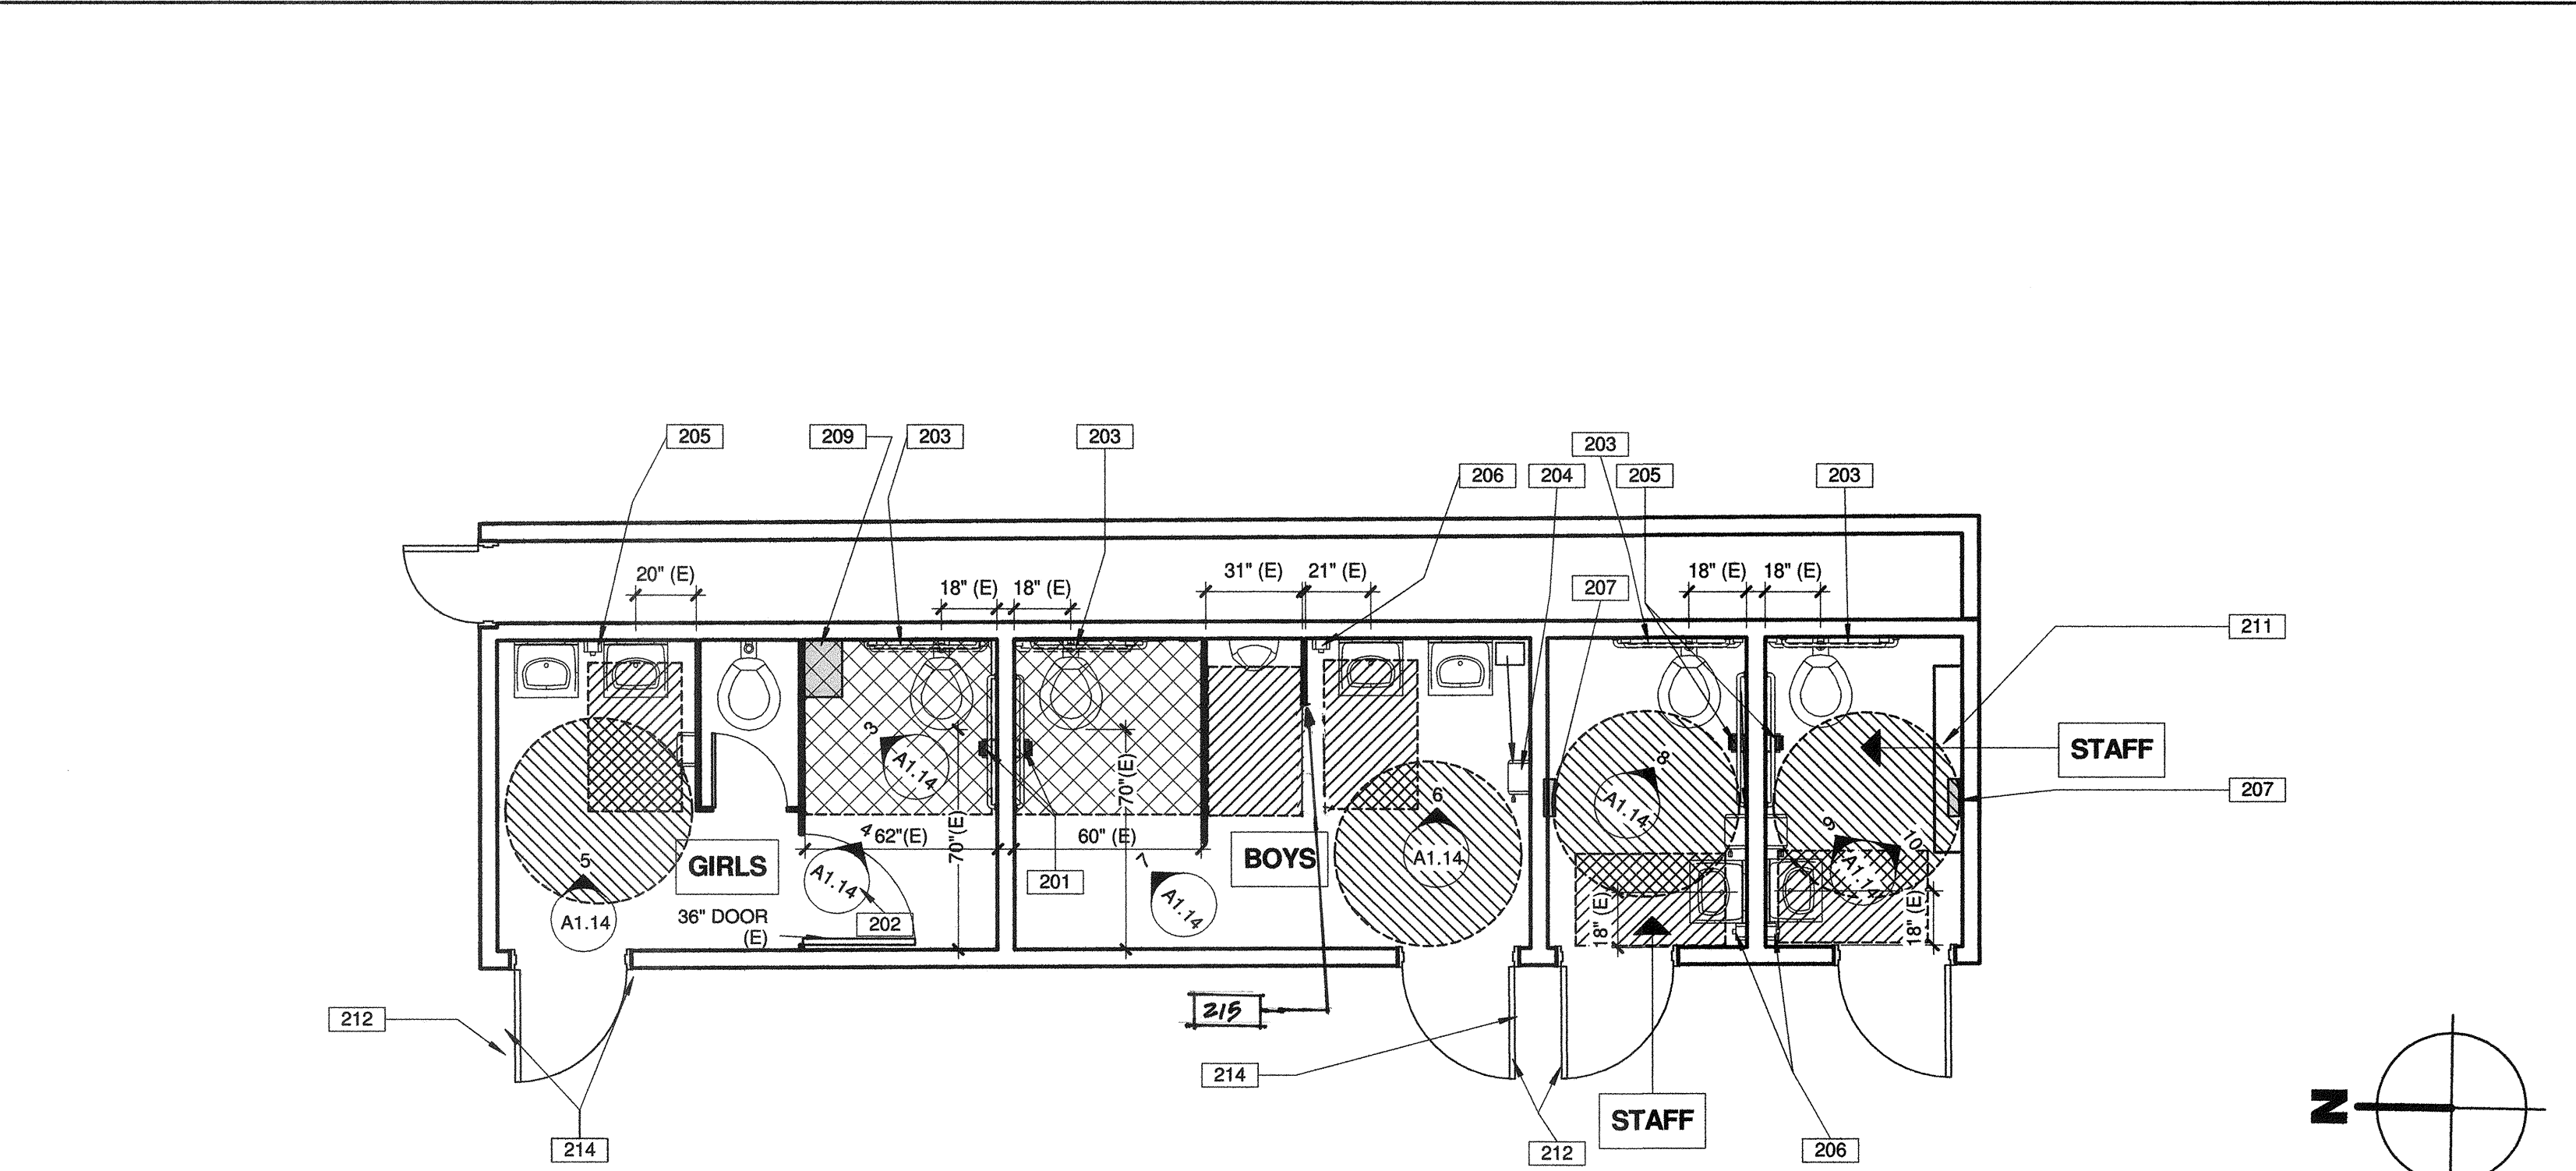 205
209
203
203
203
206
204
205
203
20" (E)
18" (E)
18" (E)
31" (E)
21" (E)
207
18" (E)
18" (E)
211
3
A1.14
8
A1.14
STAFF
207
6
A1.14
5
A1.14
GIRLS
4
A1.14
62"(E)
70"(E)
60" (E)
70"(E)
BOYS
9
10
A1.14
201
7
A1.14
36" DOOR
(E)
202
18" (E)
18" (E)
212
215
214
214
212
STAFF
206
N